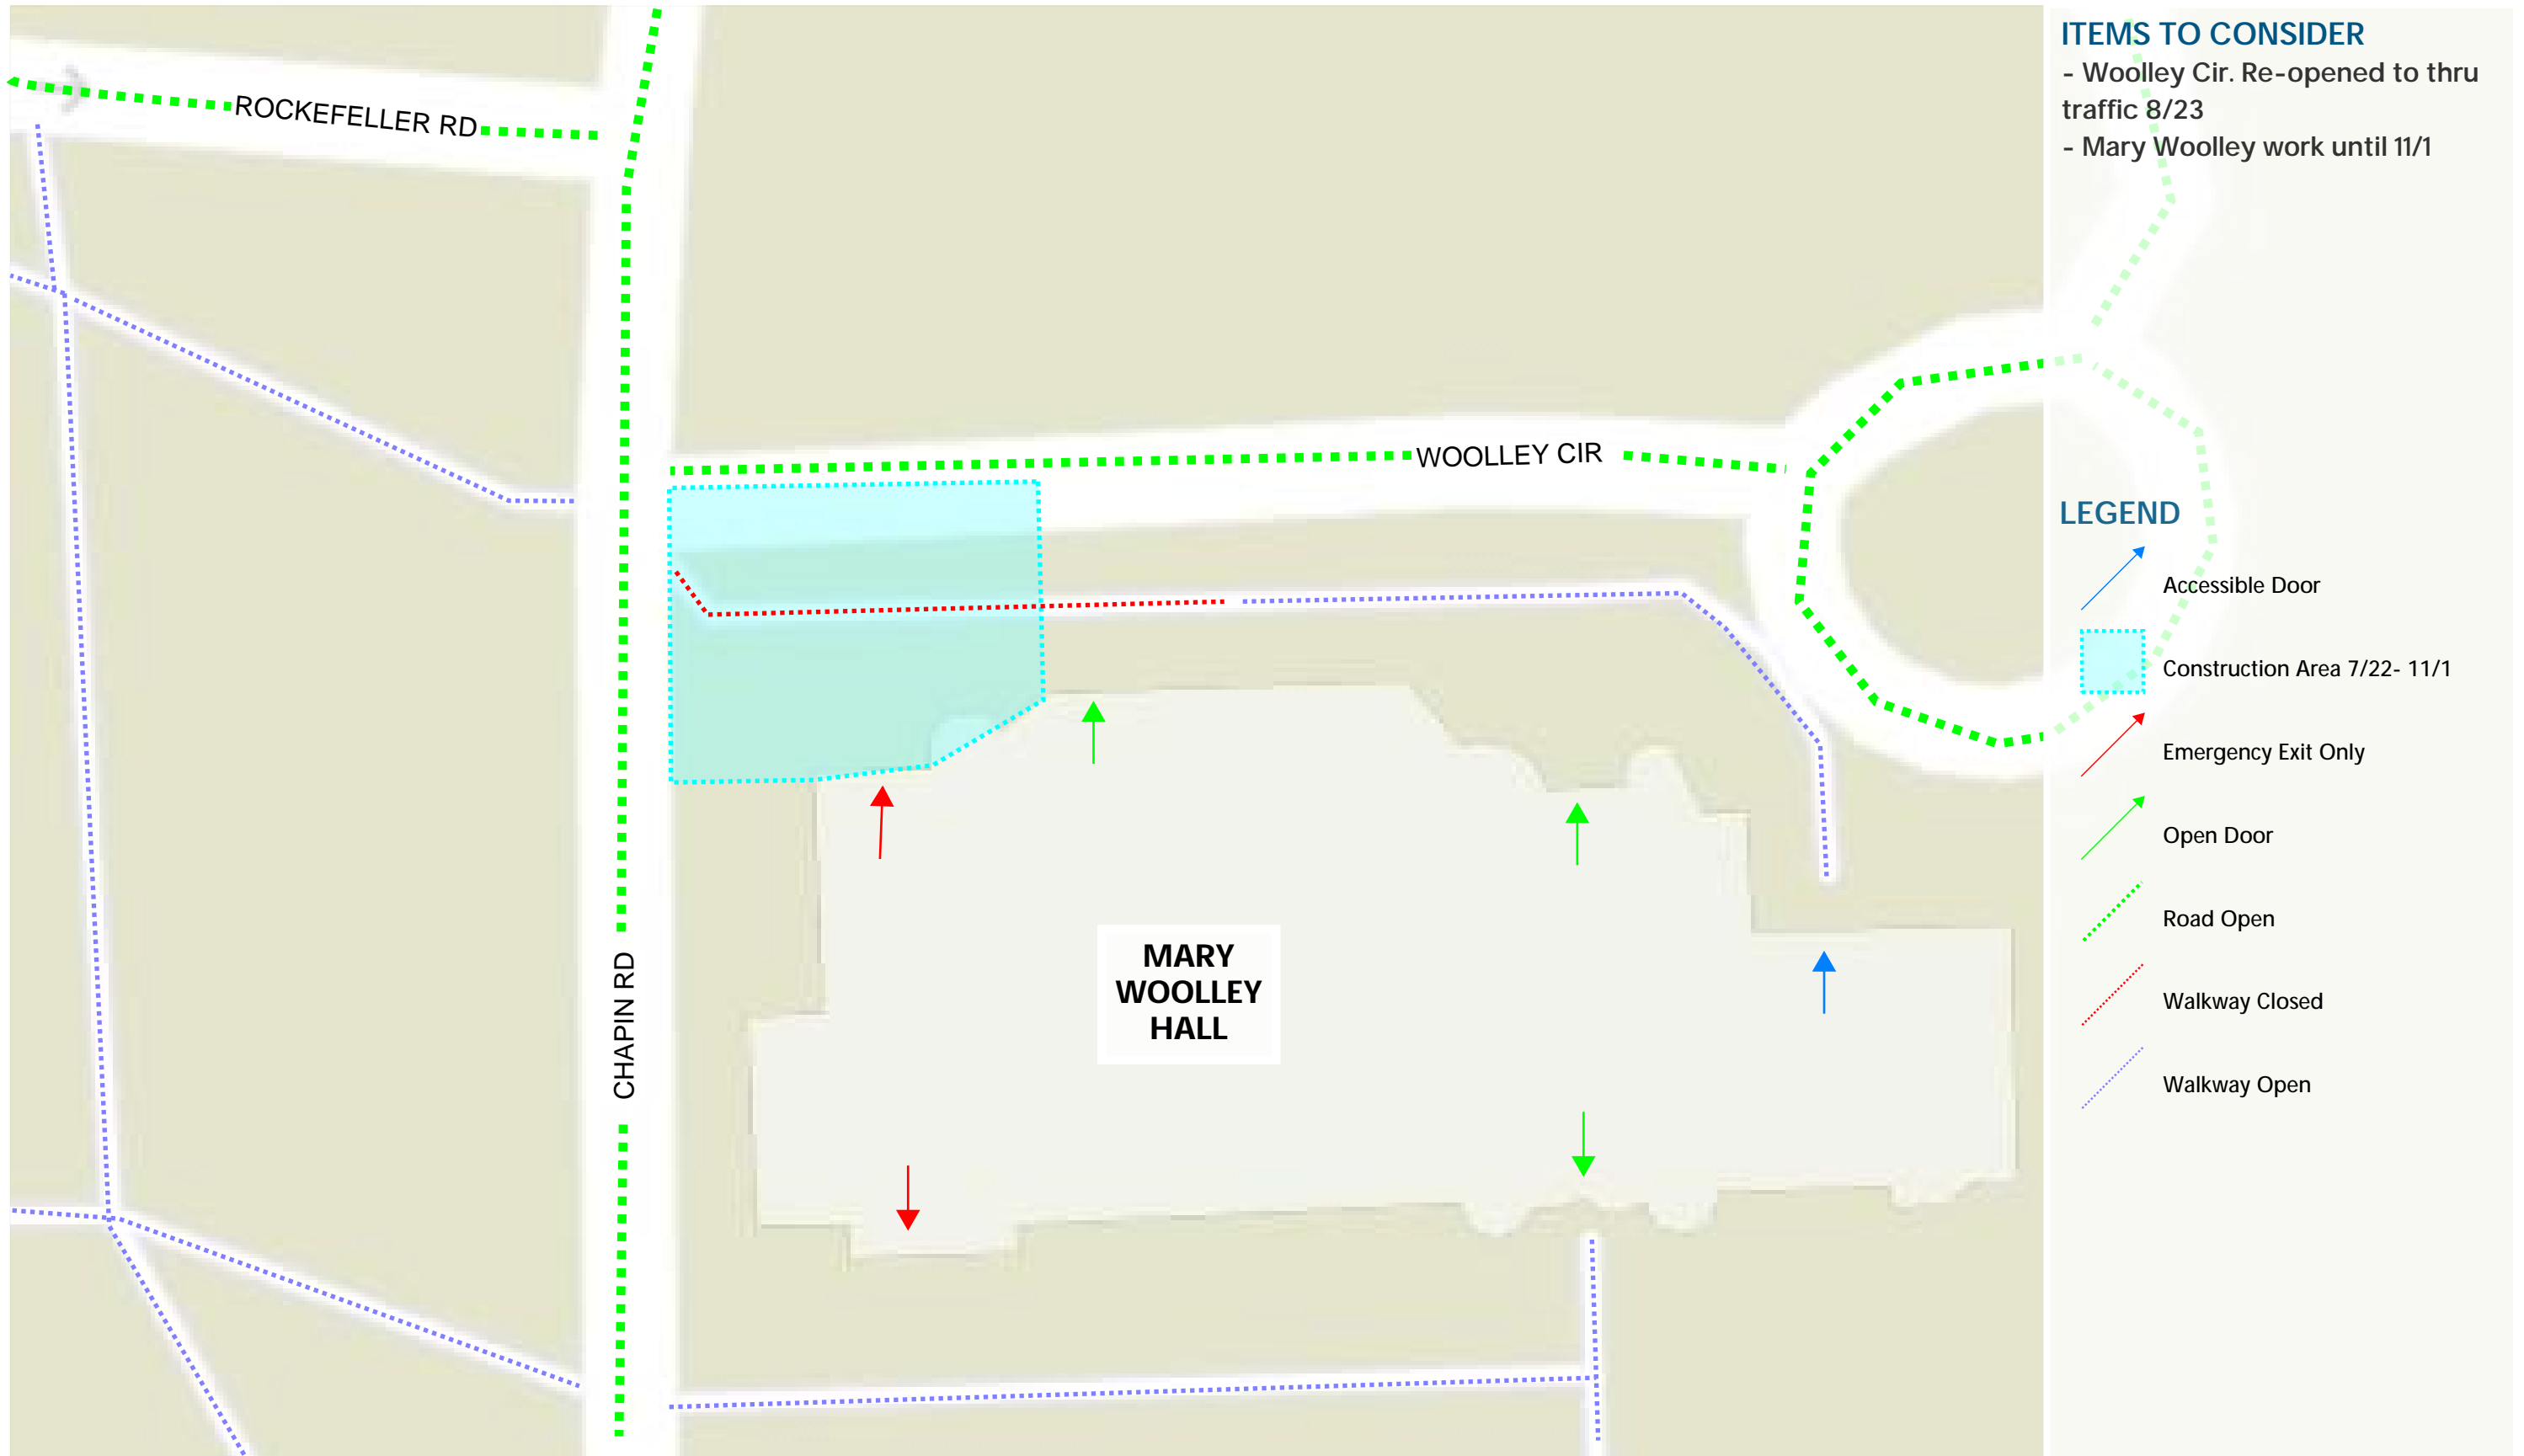 ROCKEFELLER RD
WOOLLEY CIR
CHAPIN RD
MARY
WOOLLEY
HALL
ITEMS TO CONSIDER
- Woolley Cir. Re-opened to thru
traffic 8/23
- Mary Woolley work until 11/1
LEGEND
Accessible Door
Construction Area 7/22- 11/1
Emergency Exit Only
Open Door
Road Open
Walkway Closed
Walkway Open